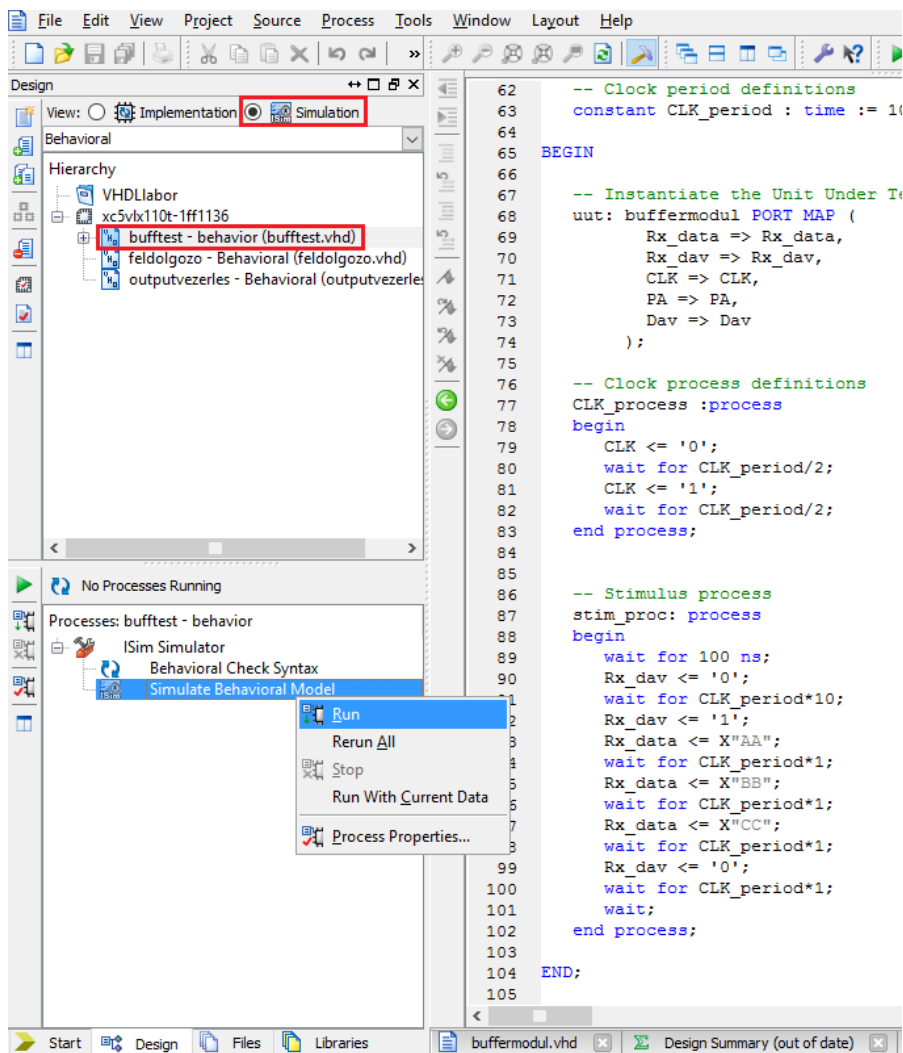 File Edit View Project Source Process Tools Window Layout Help
»
Design
View: Implementation Simulation
Behavioral
Hierarchy
VHDLlabor
xc5vlx110t-1ff1136
bufftest - behavior (bufftest.vhd)
feldolgozo - Behavioral (feldolgozo.vhd)
outputvezerles - Behavioral (outputvezerles
No Processes Running
Processes: bufftest - behavior
ISim Simulator
Behavioral Check Syntax
Simulate Behavioral Model
Run
Rerun All
Stop
Run With Current Data
Process Properties...
62 -- Clock period definitions
63 constant CLK_period : time := 10
64
65 BEGIN
66
67 -- Instantiate the Unit Under Te
68 uut: buffermodul PORT MAP (
69 Rx_data => Rx_data,
70 Rx_dav => Rx_dav,
71 CLK => CLK,
72 PA => PA,
73 Dav => Dav
74 );
75
76 -- Clock process definitions
77 CLK_process :process
78 begin
79 CLK <= '0';
80 wait for CLK_period/2;
81 CLK <= '1';
82 wait for CLK_period/2;
83 end process;
84
85
86 -- Stimulus process
87 stim_proc: process
88 begin
89 wait for 100 ns;
90 Rx_dav <= '0';
wait for CLK_period*10;
2 Rx_dav <= '1';
3 Rx_data <= X"AA";
4 wait for CLK_period*1;
5 Rx_data <= X"BB";
6 wait for CLK_period*1;
7 Rx_data <= X"CC";
8 wait for CLK_period*1;
99 Rx_dav <= '0';
100 wait for CLK_period*1;
101 wait;
102 end process;
103
104 END;
105
Start Design Files Libraries
buffermodul.vhd Design Summary (out of date)